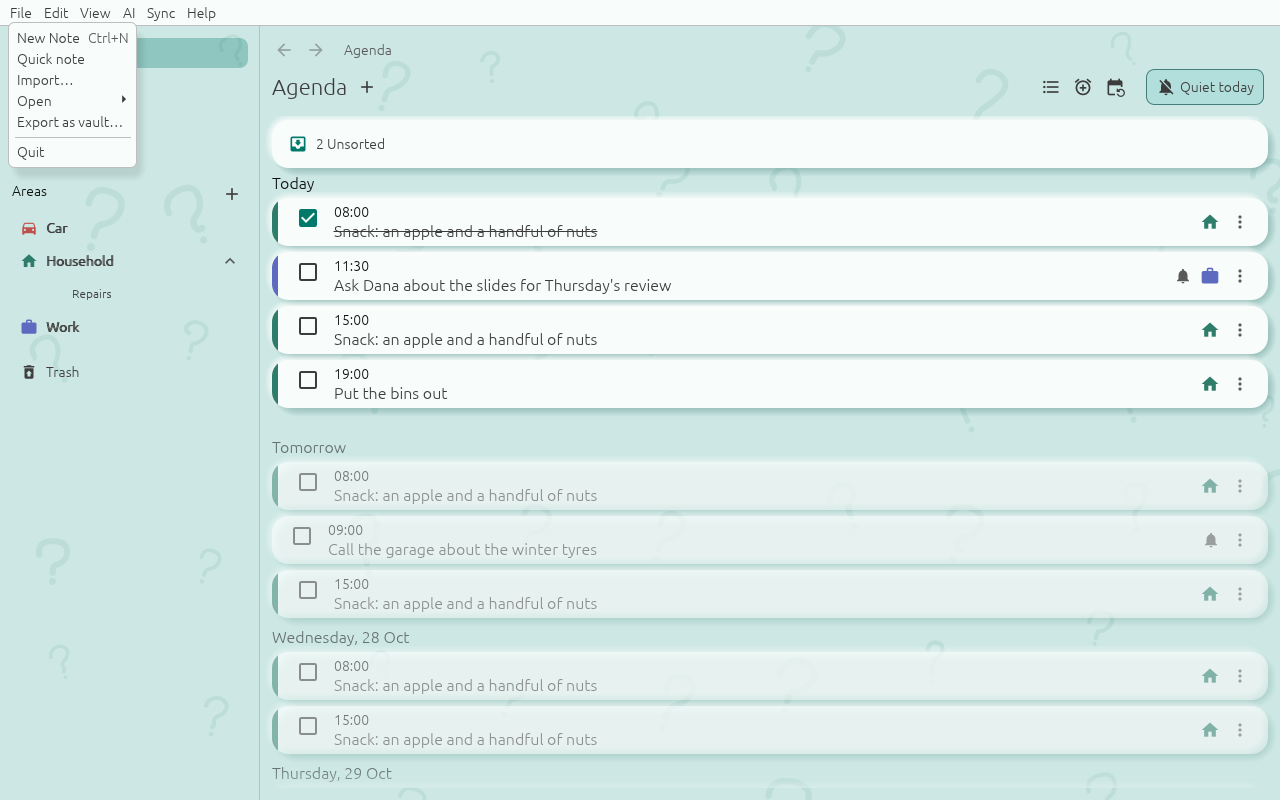 File Edit View AI Sync Help
New Note Ctrl+N
Quick note
Import…
Open
Export as vault…
Quit
Areas
Car
Household
Repairs
Work
Trash
Agenda
Agenda
Quiet today
2 Unsorted
Today
08:00
Snack: an apple and a handful of nuts
11:30
Ask Dana about the slides for Thursday's review
15:00
Snack: an apple and a handful of nuts
19:00
Put the bins out
Tomorrow
08:00
Snack: an apple and a handful of nuts
09:00
Call the garage about the winter tyres
15:00
Snack: an apple and a handful of nuts
Wednesday, 28 Oct
08:00
Snack: an apple and a handful of nuts
15:00
Snack: an apple and a handful of nuts
Thursday, 29 Oct